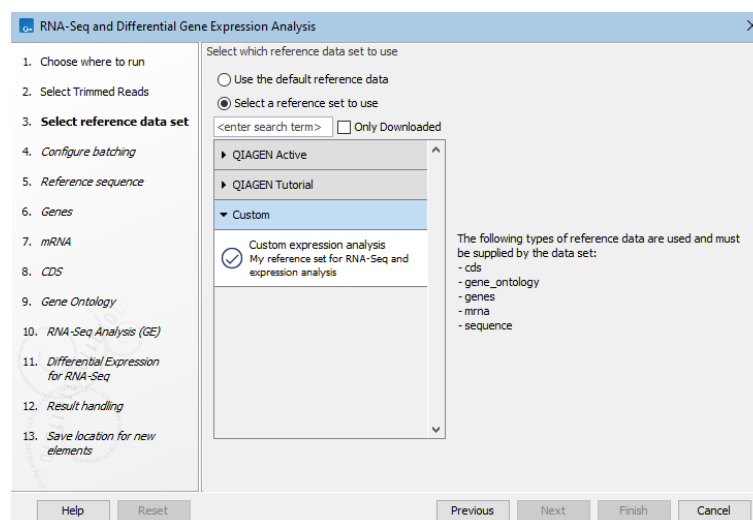 RNA-Seq and Differential Gene Expression Analysis
1. Choose where to run
2. Select Trimmed Reads
3. Select reference data set
4. Configure batching
5. Reference sequence
6. Genes
7. mRNA
8. CDS
9. Gene Ontology
10. RNA-Seq Analysis (GE)
11. Differential Expression
for RNA-Seq
12. Result handling
13. Save location for new
elements
Select which reference data set to use
Use the default reference data
Select a reference set to use
<enter search term>
Only Downloaded
QIAGEN Active
QIAGEN Tutorial
Custom
Custom expression analysis
My reference set for RNA-Seq and
expression analysis
The following types of reference data are used and must
be supplied by the data set:
- cds
- gene_ontology
- genes
- mrna
- sequence
Help
Reset
Previous
Next
Finish
Cancel